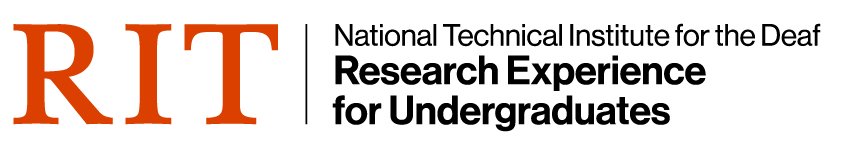 RIT
National Technical Institute for the Deaf
Research Experience
for Undergraduates